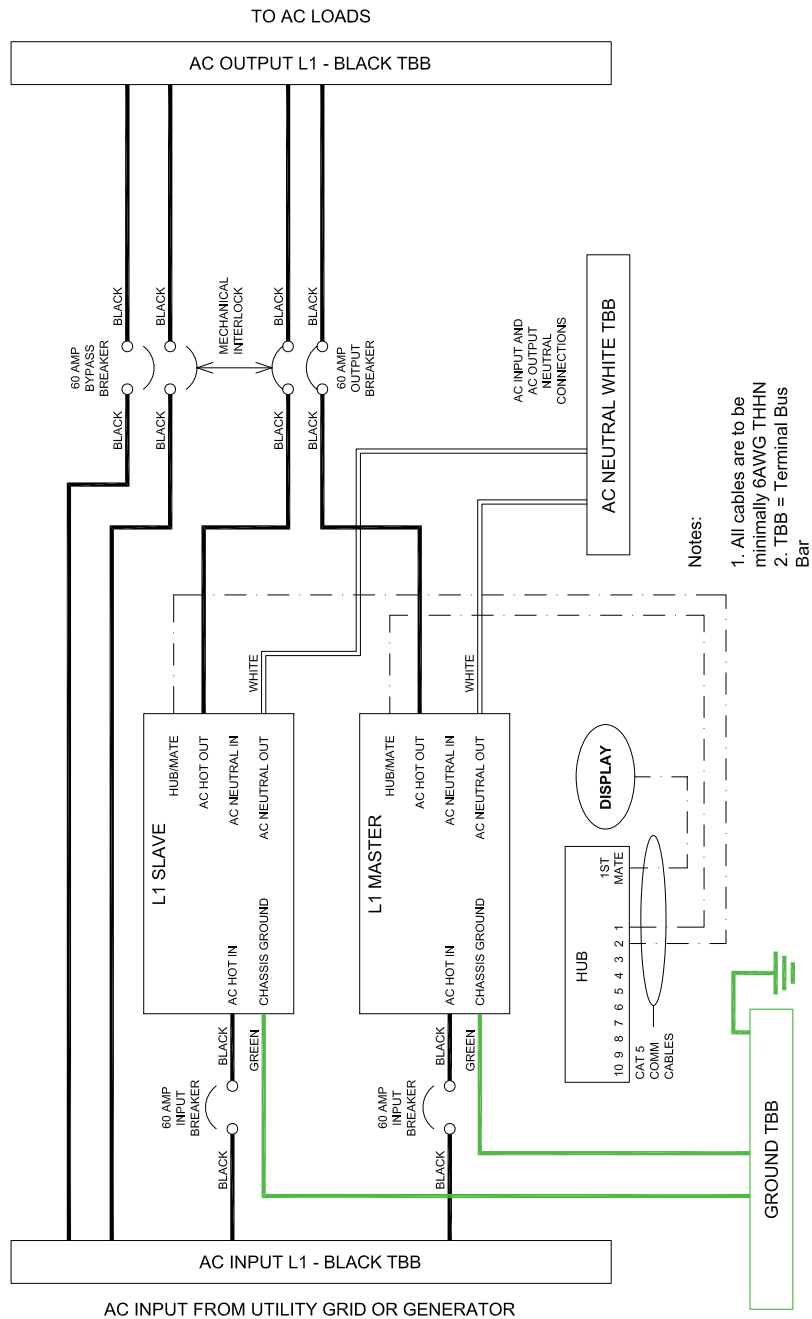 TO AC LOADS
AC OUTPUT L1 - BLACK TBB
BLACK
BLACK
BLACK
BLACK
60 AMP
BYPASS
BREAKER
MECHANICAL
INTERLOCK
60 AMP
OUTPUT
BREAKER
BLACK
BLACK
BLACK
BLACK
AC INPUT AND
AC OUTPUT
NEUTRAL
CONNECTIONS
AC NEUTRAL WHITE TBB
Notes:
1. All cables are to be
minimally 6AWG THHN
2. TBB = Terminal Bus
Bar
WHITE
WHITE
L1 SLAVE
HUB/MATE
AC HOT OUT
AC NEUTRAL IN
AC NEUTRAL OUT
AC HOT IN
CHASSIS GROUND
L1 MASTER
HUB/MATE
AC HOT OUT
AC NEUTRAL IN
AC NEUTRAL OUT
AC HOT IN
CHASSIS GROUND
DISPLAY
HUB
1ST
MATE
10 9 8 7 6 5 4 3 2 1
CAT 5
COMM
CABLES
BLACK
GREEN
BLACK
GREEN
60 AMP
INPUT
BREAKER
60 AMP
INPUT
BREAKER
BLACK
BLACK
GROUND TBB
AC INPUT L1 - BLACK TBB
AC INPUT FROM UTILITY GRID OR GENERATOR